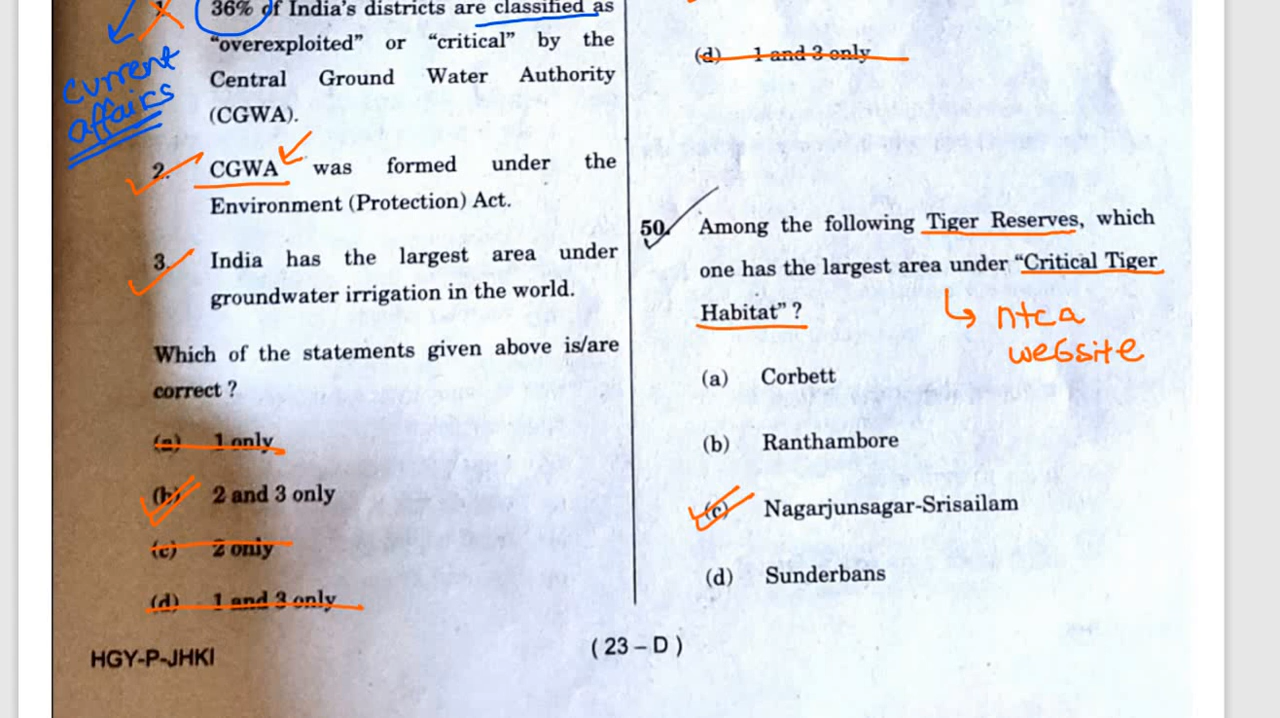 36% of India's districts are classified as
"overexploited" or "critical" by the
Central Ground Water Authority
(CGWA).
current
affairs
2. CGWA was formed under the
Environment (Protection) Act.
3. India has the largest area under
groundwater irrigation in the world.
Which of the statements given above is/are
correct ?
(a) 1 only
(b) 2 and 3 only
(c) 2 only
(d) 1 and 3 only
HGY-P-JHKI
(d) 1 and 3 only
50. Among the following Tiger Reserves, which
one has the largest area under "Critical Tiger
Habitat" ?
ntca
website
(a) Corbett
(b) Ranthambore
(c) Nagarjunsagar-Srisailam
(d) Sunderbans
( 23 – D )